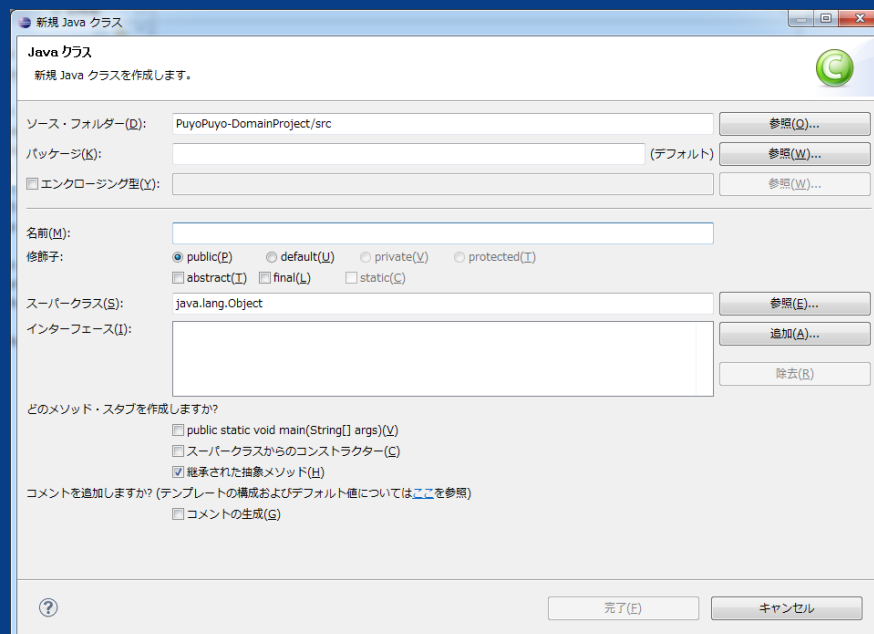 新規 Java クラス
Java クラス
新規 Java クラスを作成します。
C
ソース・フォルダー(D): PuyoPuyo-DomainProject/src 参照(O)...
パッケージ(K): (デフォルト) 参照(W)...
エンクロージング型(Y): 参照(W)...
名前(M):
修飾子: public(P) default(U) private(V) protected(T)
abstract(T) final(L) static(C)
スーパークラス(S): java.lang.Object 参照(E)...
インターフェース(I): 追加(A)...
除去(R)
どのメソッド・スタブを作成しますか?
public static void main(String[] args)(V)
スーパークラスからのコンストラクター(C)
継承された抽象メソッド(H)
コメントを追加しますか? (テンプレートの構成およびデフォルト値についてはここを参照)
コメントの生成(G)
? 完了(F) キャンセル